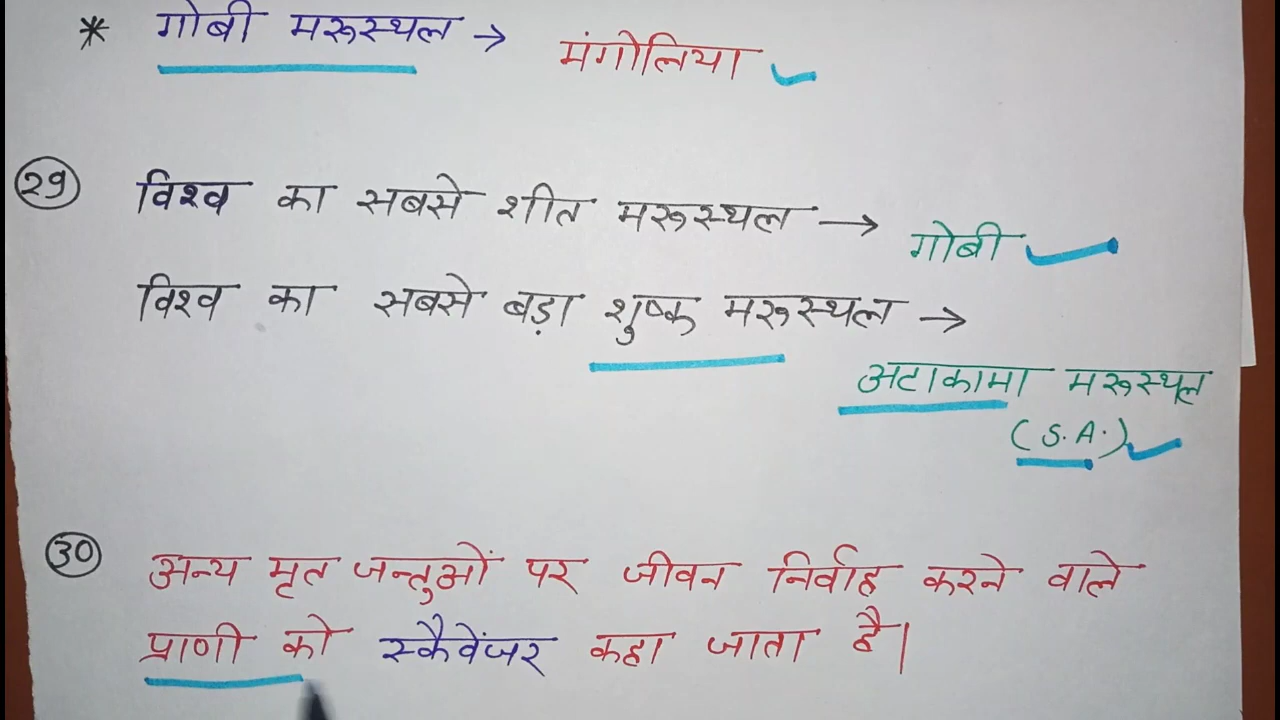 * गोबी मरूस्थल → मंगोलिया
29 विश्व का सबसे शीत मरूस्थल → गोबी
विश्व का सबसे बड़ा शुष्क मरूस्थल →
अटाकामा मरूस्थल
(S.A.)
30 अन्य मृत जन्तुओं पर जीवन निर्वाह करने वाले
प्राणी को स्कैवेंजर कहा जाता है।